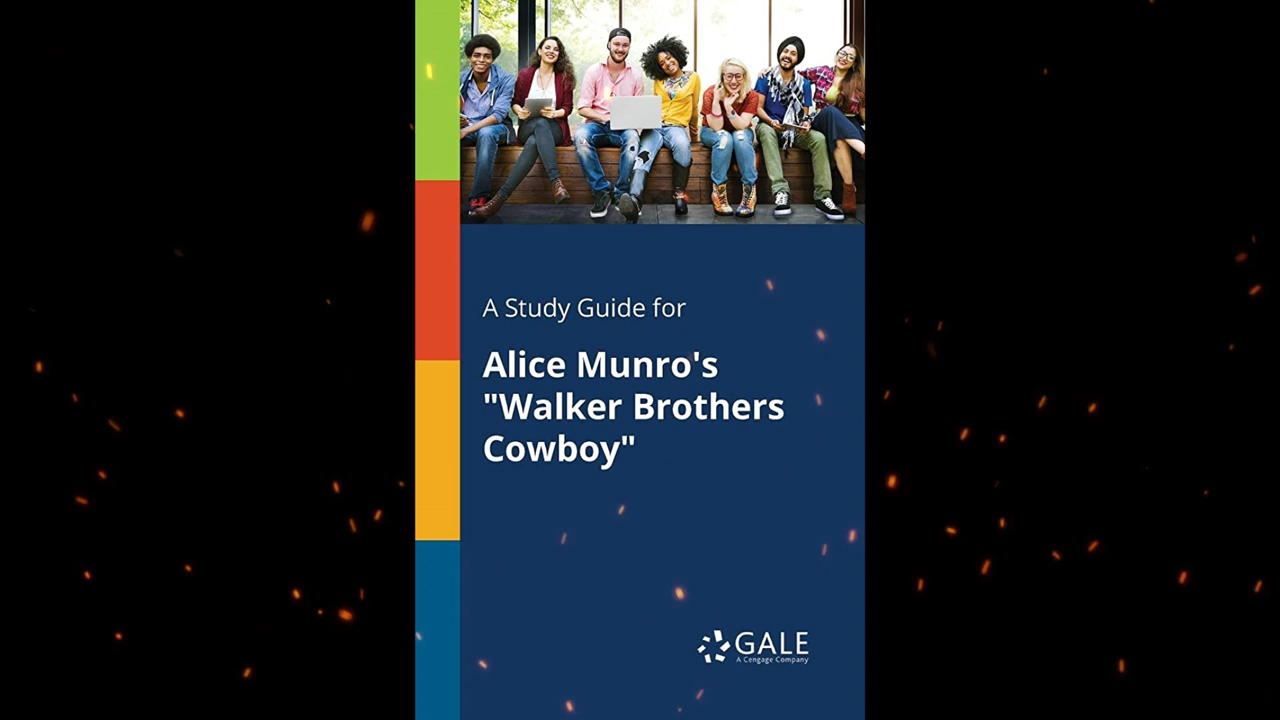 A Study Guide for
Alice Munro's
"Walker Brothers
Cowboy"
GALE
A Cengage Company